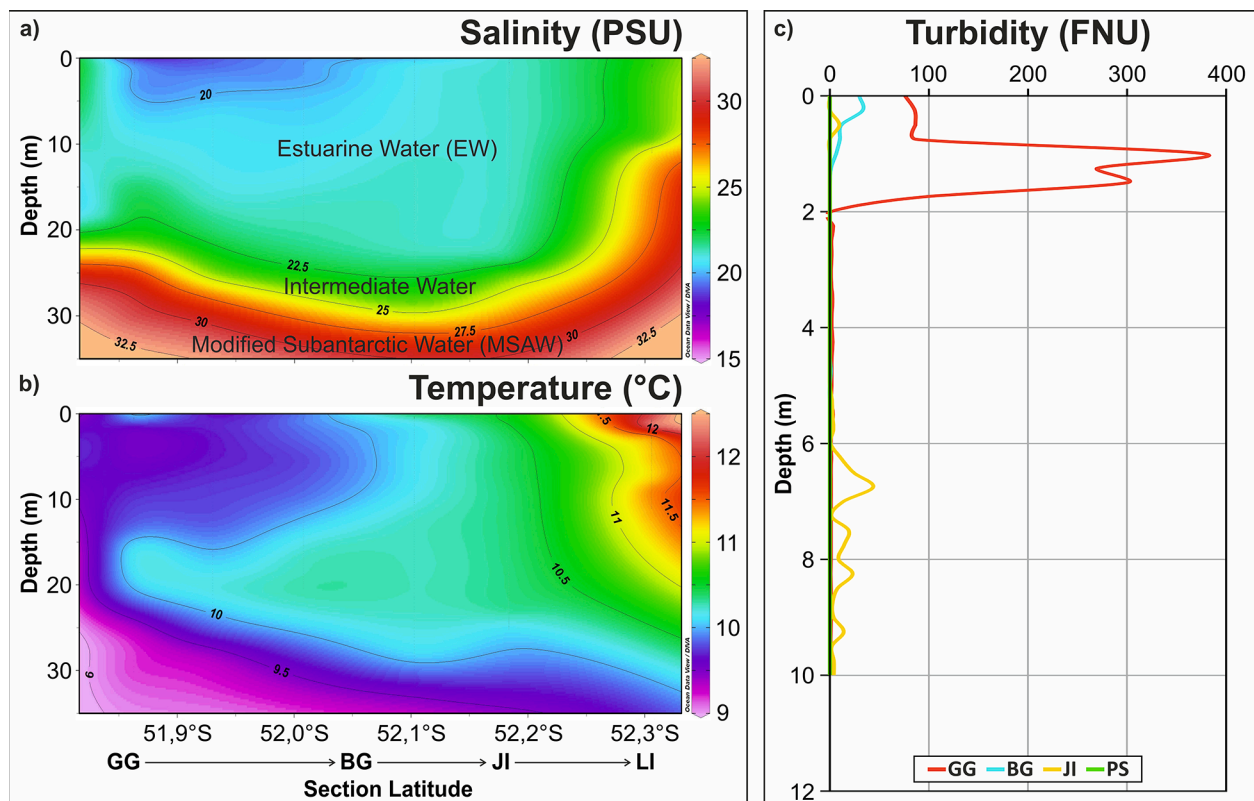 a)
Salinity (PSU)
0
10
20
30
Depth (m)
20
Estuarine Water (EW)
22.5
Intermediate Water
25
27.5
30
30
32.5
32.5
Modified Subantarctic Water (MSAW)
Ocean Data View / DIVA
30
25
20
15
b)
Temperature (°C)
0
10
20
30
Depth (m)
.5
12
11.5
11
10.5
10
9.5
9
Ocean Data View / DIVA
12
11
10
9
51,9°S 52,0°S 52,1°S 52,2°S 52,3°S
GG BG JI LI
Section Latitude
c)
Turbidity (FNU)
0 100 200 300 400
0
2
4
6
8
10
12
Depth (m)
GG BG JI PS